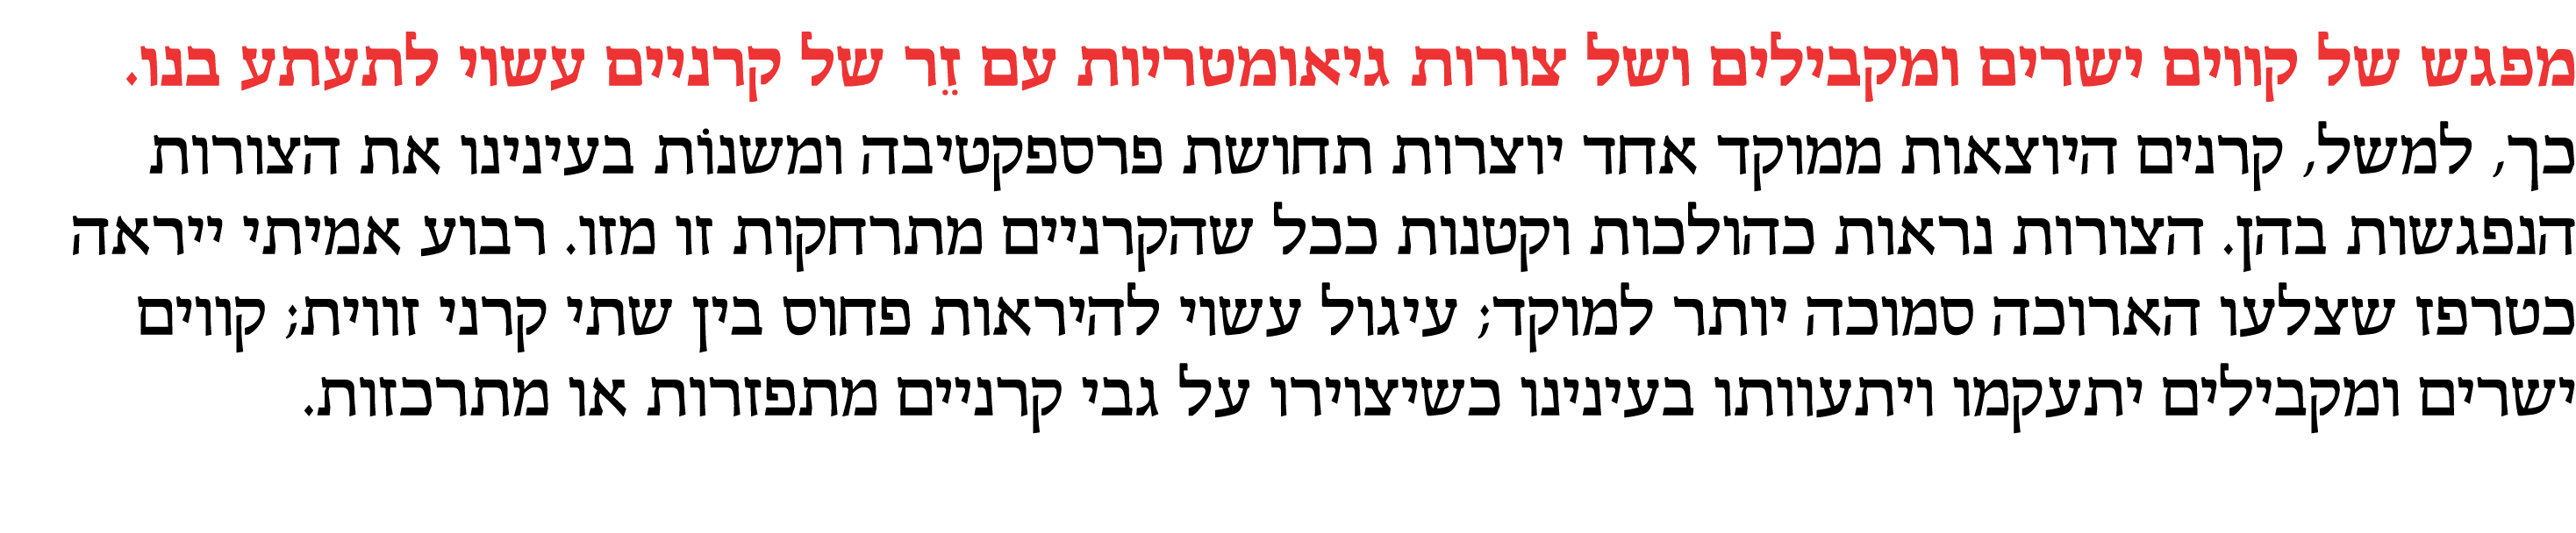 מפגש של קווים ישרים ומקבילים ושל צורות גיאומטריות עם זֵר של קרניים עשוי לתעתע בנו.
כך, למשל, קרנים היוצאות ממוקד אחד יוצרות תחושת פרספקטיבה ומשנוֹת בעינינו את הצורות
הנפגשות בהן. הצורות נראות כהולכות וקטנות ככל שהקרניים מתרחקות זו מזו. רבוע אמיתי ייראה
כטרפז שצלעו הארוכה סמוכה יותר למוקד; עיגול עשוי להיראות פחוס בין שתי קרני זווית; קווים
ישרים ומקבילים יתעקמו ויתעוותו בעינינו כשיצוירו על גבי קרניים מתפזרות או מתרכזות.